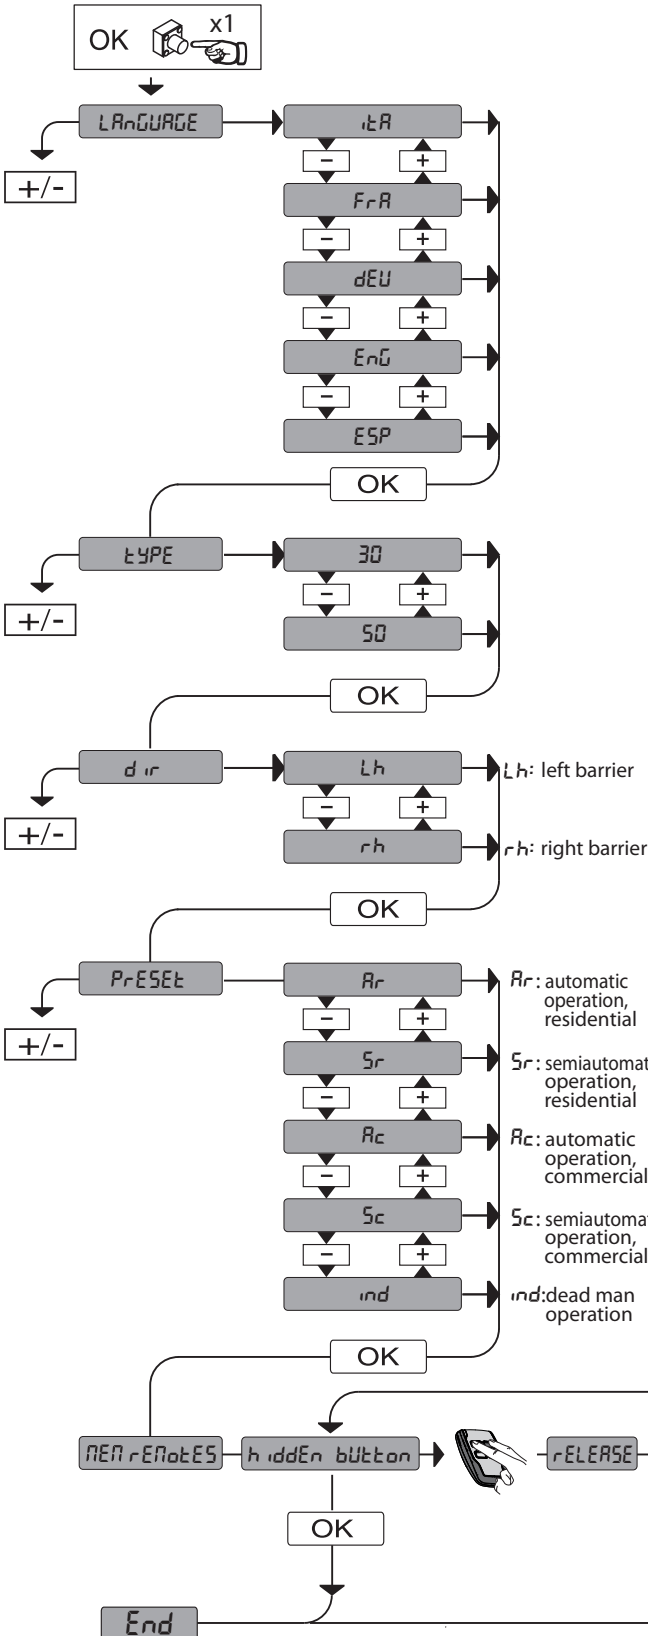 OK x1
LAnGUAGE itA
+/-
- +
FrA
- +
dEU
- +
EnG
- +
ESP
OK
tYPE 30
- +
+/-
50
OK
dir Lh Lh: left barrier
- +
+/-
rh rh: right barrier
OK
PrESEt Ar Ar: automatic
operation,
residential
- +
+/-
Sr Sr: semiautomat
operation,
residential
- +
Ac Ac: automatic
operation,
commercial
- +
Sc Sc: semiautomat
operation,
commercial
- +
ind ind: dead man
operation
OK
MEM rEMotES hiddEn bUtton rELEASE
OK
End